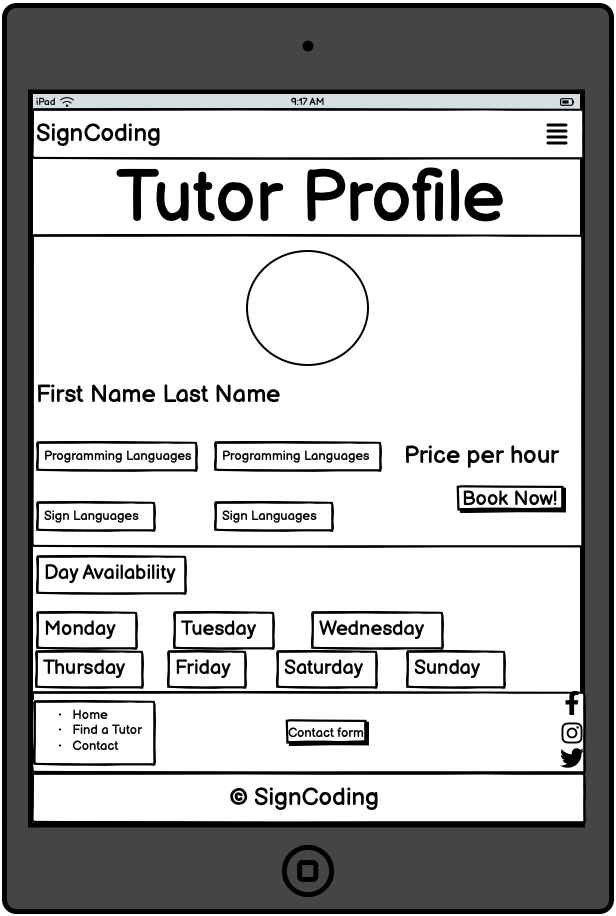 iPad 9:17 AM
SignCoding
Tutor Profile
First Name Last Name
Programming Languages Programming Languages Price per hour
Book Now!
Sign Languages Sign Languages
Day Availability
Monday Tuesday Wednesday
Thursday Friday Saturday Sunday
• Home
• Find a Tutor
• Contact
Contact form
© SignCoding